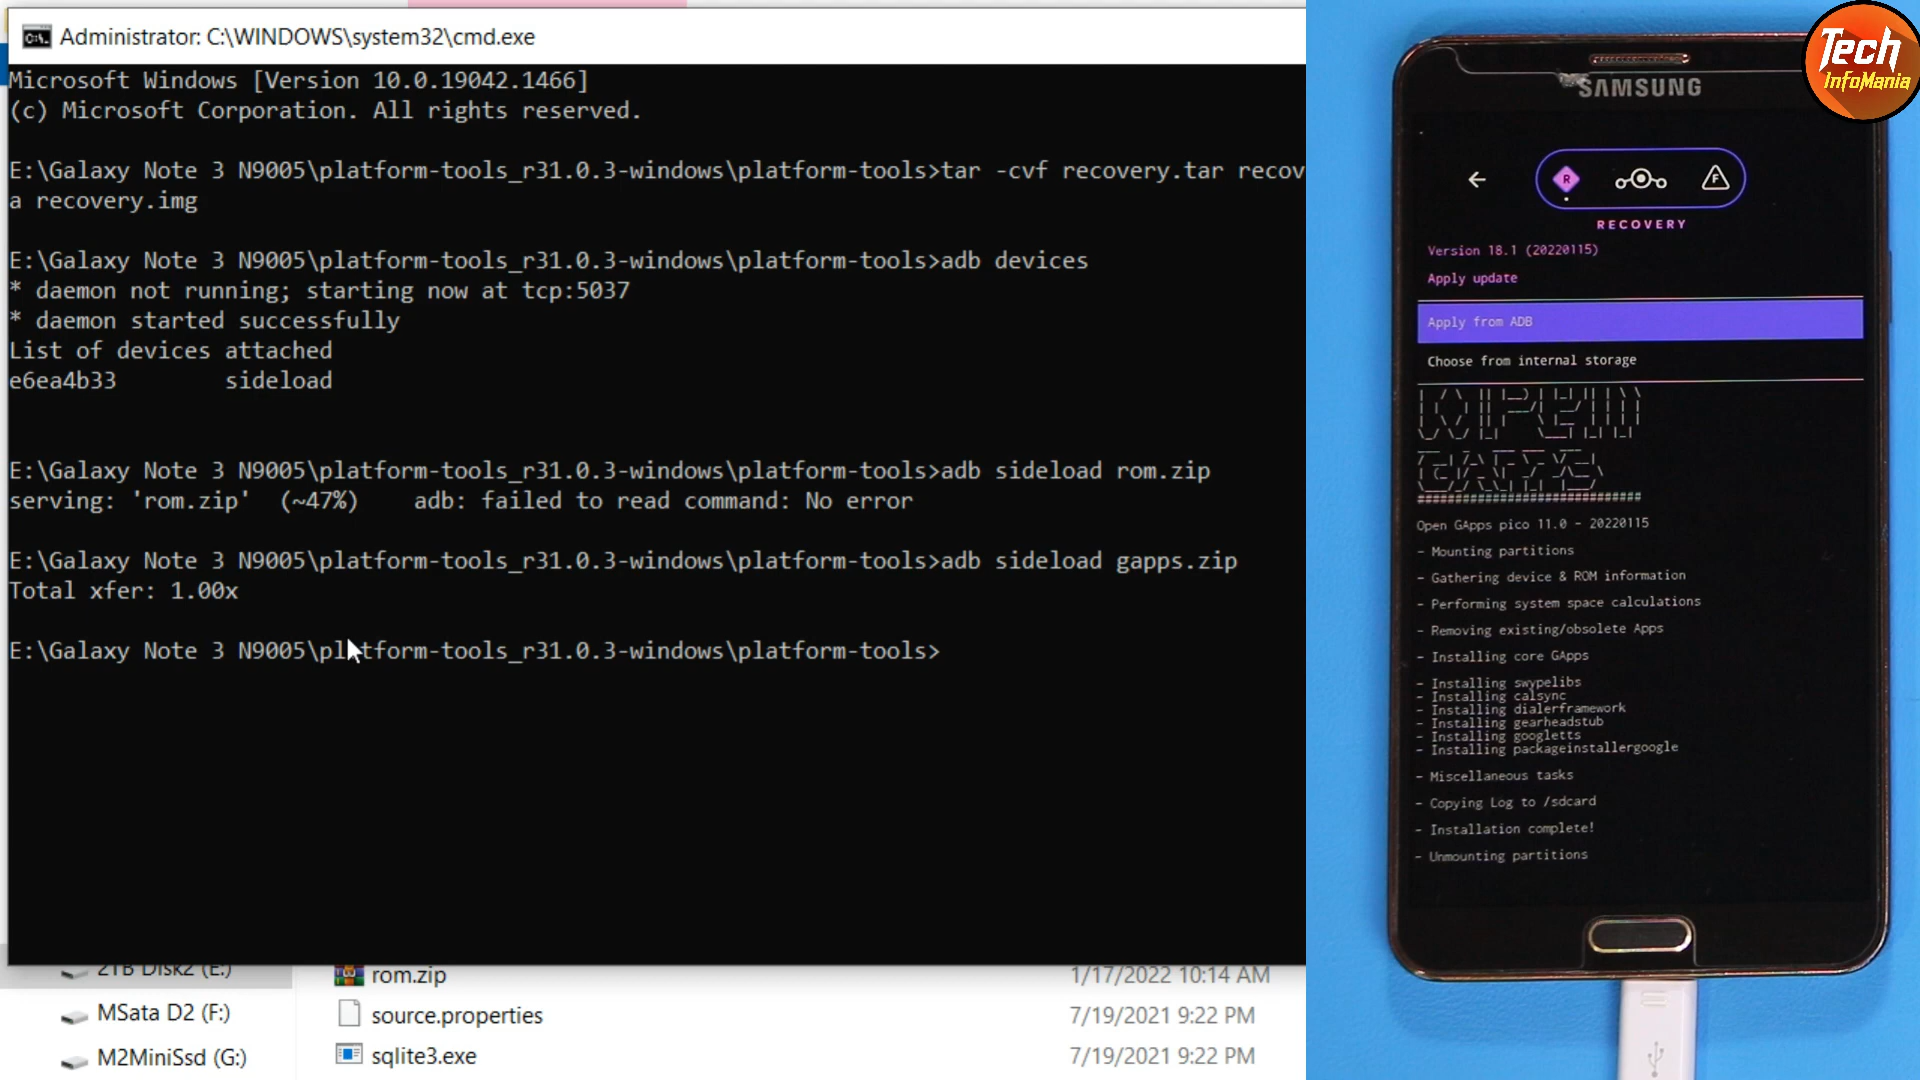 Administrator: C:\WINDOWS\system32\cmd.exe
Microsoft Windows [Version 10.0.19042.1466]
(c) Microsoft Corporation. All rights reserved.
E:\Galaxy Note 3 N9005\platform-tools_r31.0.3-windows\platform-tools>tar -cvf recovery.tar recov
a recovery.img
E:\Galaxy Note 3 N9005\platform-tools_r31.0.3-windows\platform-tools>adb devices
* daemon not running; starting now at tcp:5037
* daemon started successfully
List of devices attached
e6ea4b33 sideload
E:\Galaxy Note 3 N9005\platform-tools_r31.0.3-windows\platform-tools>adb sideload rom.zip
serving: 'rom.zip' (~47%) adb: failed to read command: No error
E:\Galaxy Note 3 N9005\platform-tools_r31.0.3-windows\platform-tools>adb sideload gapps.zip
Total xfer: 1.00x
E:\Galaxy Note 3 N9005\platform-tools_r31.0.3-windows\platform-tools>
2TB Disk2 (E:)
MSata D2 (F:)
M2MiniSsd (G:)
rom.zip 1/17/2022 10:14 AM
source.properties 7/19/2021 9:22 PM
sqlite3.exe 7/19/2021 9:22 PM
Tech
InfoMania
SAMSUNG
R
F
RECOVERY
Version 18.1 (20220115)
Apply update
Apply from ADB
Choose from internal storage
Open
GApps
##############################
Open GApps pico 11.0 - 20220115
- Mounting partitions
- Gathering device & ROM information
- Performing system space calculations
- Removing existing/obsolete Apps
- Installing core GApps
- Installing swypelibs
- Installing calsync
- Installing dialerframework
- Installing gearheadstub
- Installing googletts
- Installing packageinstallergoogle
- Miscellaneous tasks
- Copying Log to /sdcard
- Installation complete!
- Unmounting partitions